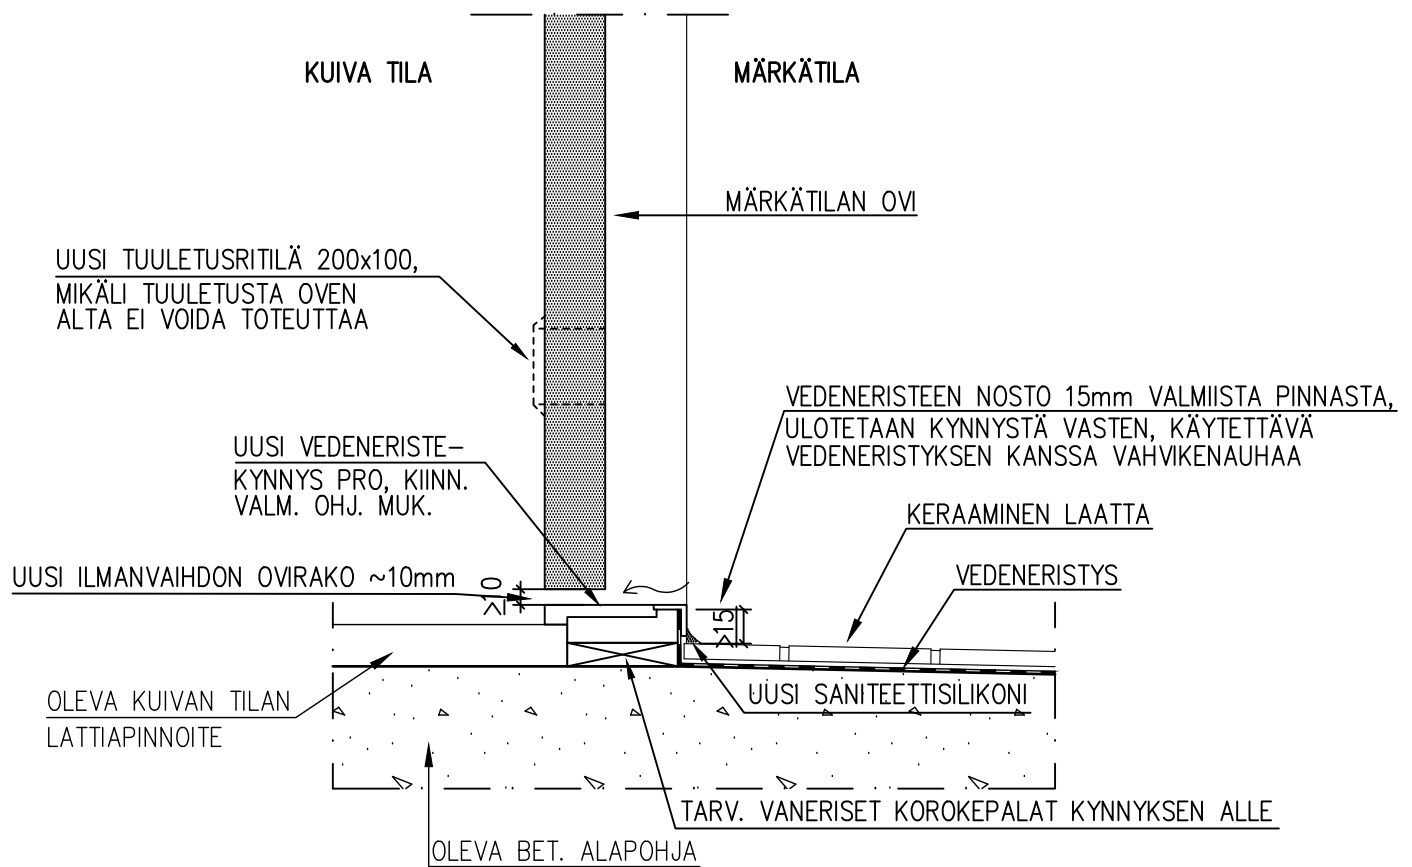 KUIVA TILA
MÄRKÄTILA
MÄRKÄTILAN OVI
UUSI TUULETUSRITILÄ 200x100,
MIKÄLI TUULETUSTA OVEN
ALTA EI VOIDA TOTEUTTAA
VEDENERISTEEN NOSTO 15mm VALMIISTA PINNASTA,
ULOTETAAN KYNNYSTÄ VASTEN, KÄYTETTÄVÄ
VEDENERISTYKSEN KANSSA VAHVIKENAUHAA
UUSI VEDENERISTE-
KYNNYS PRO, KIINN.
VALM. OHJ. MUK.
KERAAMINEN LAATTA
UUSI ILMANVAIHDON OVIRAKO ~10mm
≥10
VEDENERISTYS
≥15
UUSI SANITEETTISILIKONI
OLEVA KUIVAN TILAN
LATTIAPINNOITE
TARV. VANERISET KOROKEPALAT KYNNYKSEN ALLE
OLEVA BET. ALAPOHJA